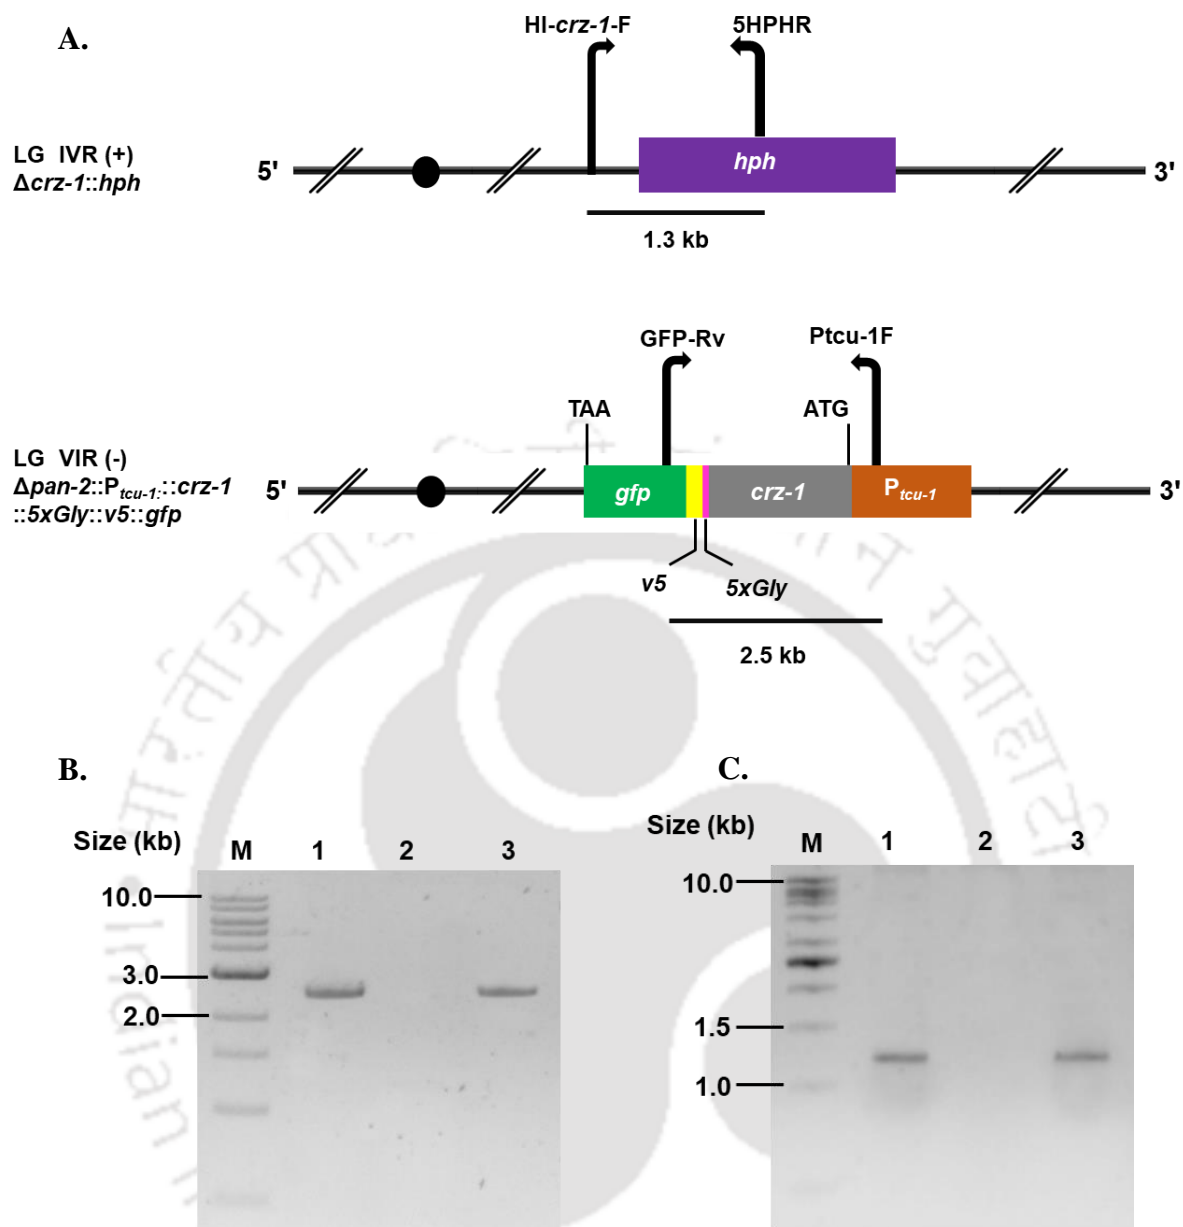 A.
HI-crz-1-F 5HPHR
LG IVR (+)
Δcrz-1::hph
5' hph 3'
1.3 kb
GFP-Rv Ptcu-1F
TAA ATG
LG VIR (-)
Δpan-2::Ptcu-1::crz-1
::5xGly::v5::gfp
5' gfp crz-1 Ptcu-1 3'
v5 5xGly
2.5 kb
B. C.
Size (kb) M 1 2 3
10.0
3.0
2.0
Size (kb) M 1 2 3
10.0
1.5
1.0
Indian